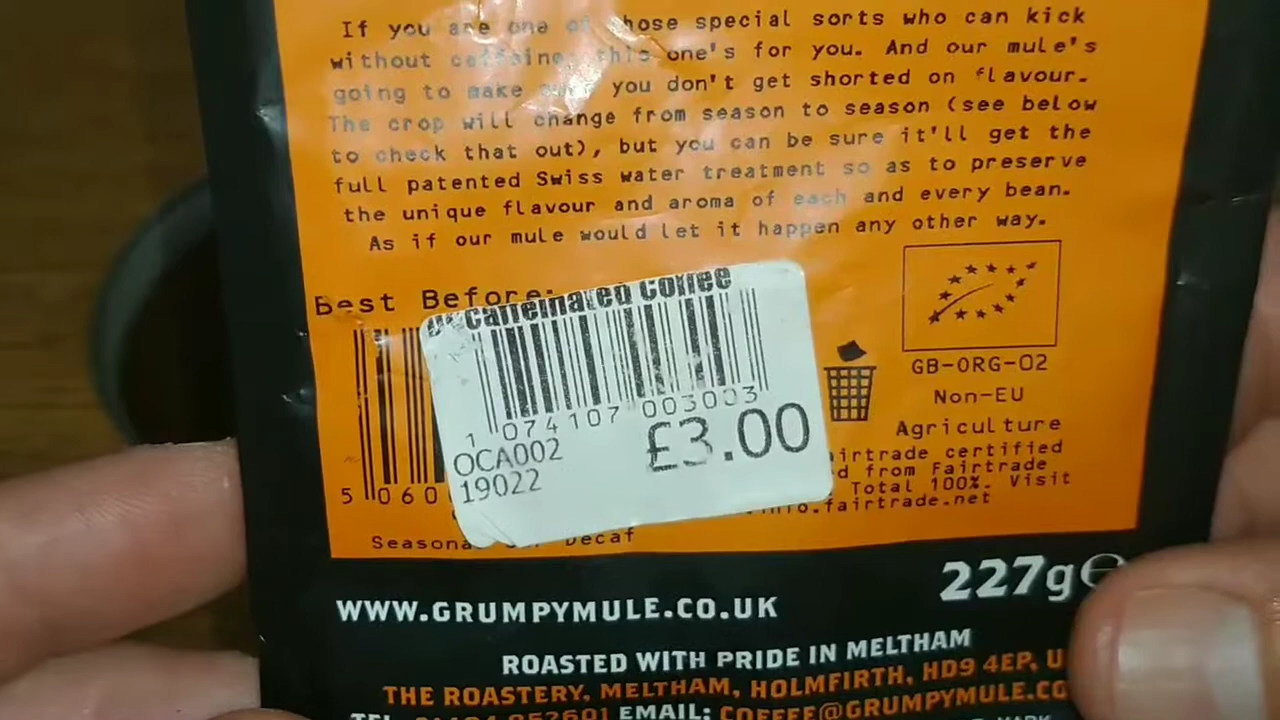 If you are one of those special sorts who can kick
without caffeine, this one's for you. And our mule's
going to make sure you don't get shorted on flavour.
The crop will change from season to season (see below
to check that out), but you can be sure it'll get the
full patented Swiss water treatment so as to preserve
the unique flavour and aroma of each and every bean.
As if our mule would let it happen any other way.
Best Before:
Decaffeinated Coffee
1 074107 003003
OCA002
19022
£3.00
GB-ORG-02
Non-EU
Agriculture
airtrade certified
d from Fairtrade
Total 100%. Visit
info.fairtrade.net
5 060
Seasona Decaf
227g℮
WWW.GRUMPYMULE.CO.UK
ROASTED WITH PRIDE IN MELTHAM
THE ROASTERY, MELTHAM, HOLMFIRTH, HD9 4EP, U
EMAIL: COFFEE@GRUMPYMULE.CO